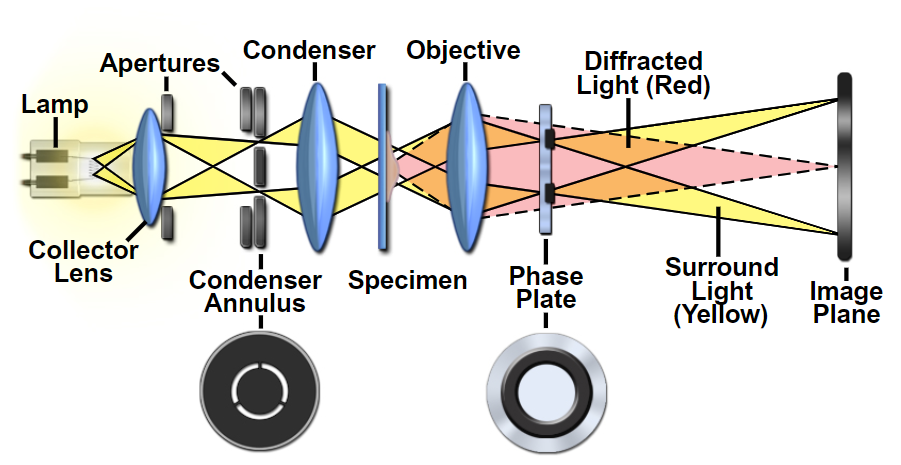 Condenser
Objective
Apertures
Diffracted
Light (Red)
Lamp
Collector
Lens
Condenser
Annulus
Specimen
Phase
Plate
Surround
Light
(Yellow)
Image
Plane